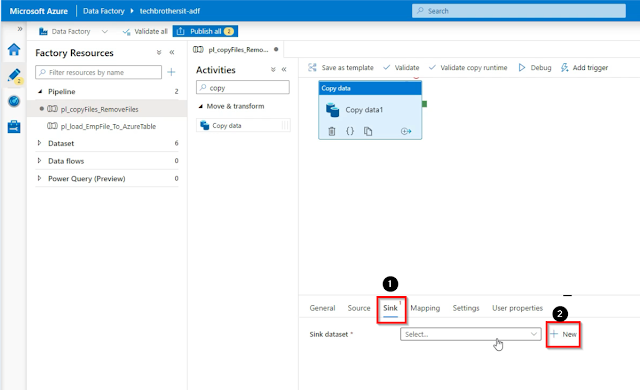 Microsoft Azure | Data Factory ▸ techbrothersit-adf
Search
Data Factory
Validate all
Publish all 2
Factory Resources
Filter resources by name
Pipeline 2
pl_copyFiles_RemoveFiles
pl_load_EmpFile_To_AzureTable
Dataset 6
Data flows 0
Power Query (Preview) 0
2
pl_copyFiles_Remo...
Activities
copy
Move & transform
Copy data
Save as template
Validate
Validate copy runtime
Debug
Add trigger
Copy data
Copy data1
{}
1
General
Source
Sink 1
Mapping
Settings
User properties
2
Sink dataset *
Select...
New